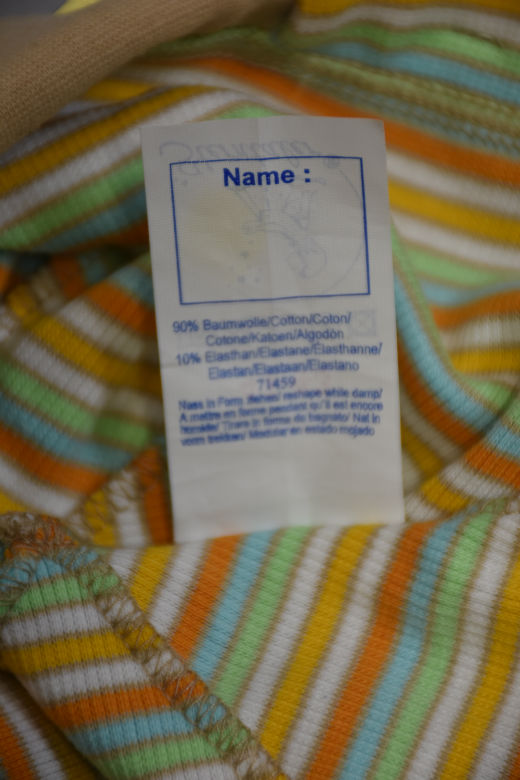 Name :
90% Baumwolle/Cotton/Coton/
Cotone/Katoen/Algodòn
10% Elasthan/Elastane/Elasthanne/
Elastan/Elastaan/Elastano
71459
Nass in Form ziehen/ reshape while damp/
A mettre en forme pendant qu'il est encore
humide/ Tirare in forma da bagnato/ Nat in
vorm trekken/ Modelar en estado mojado